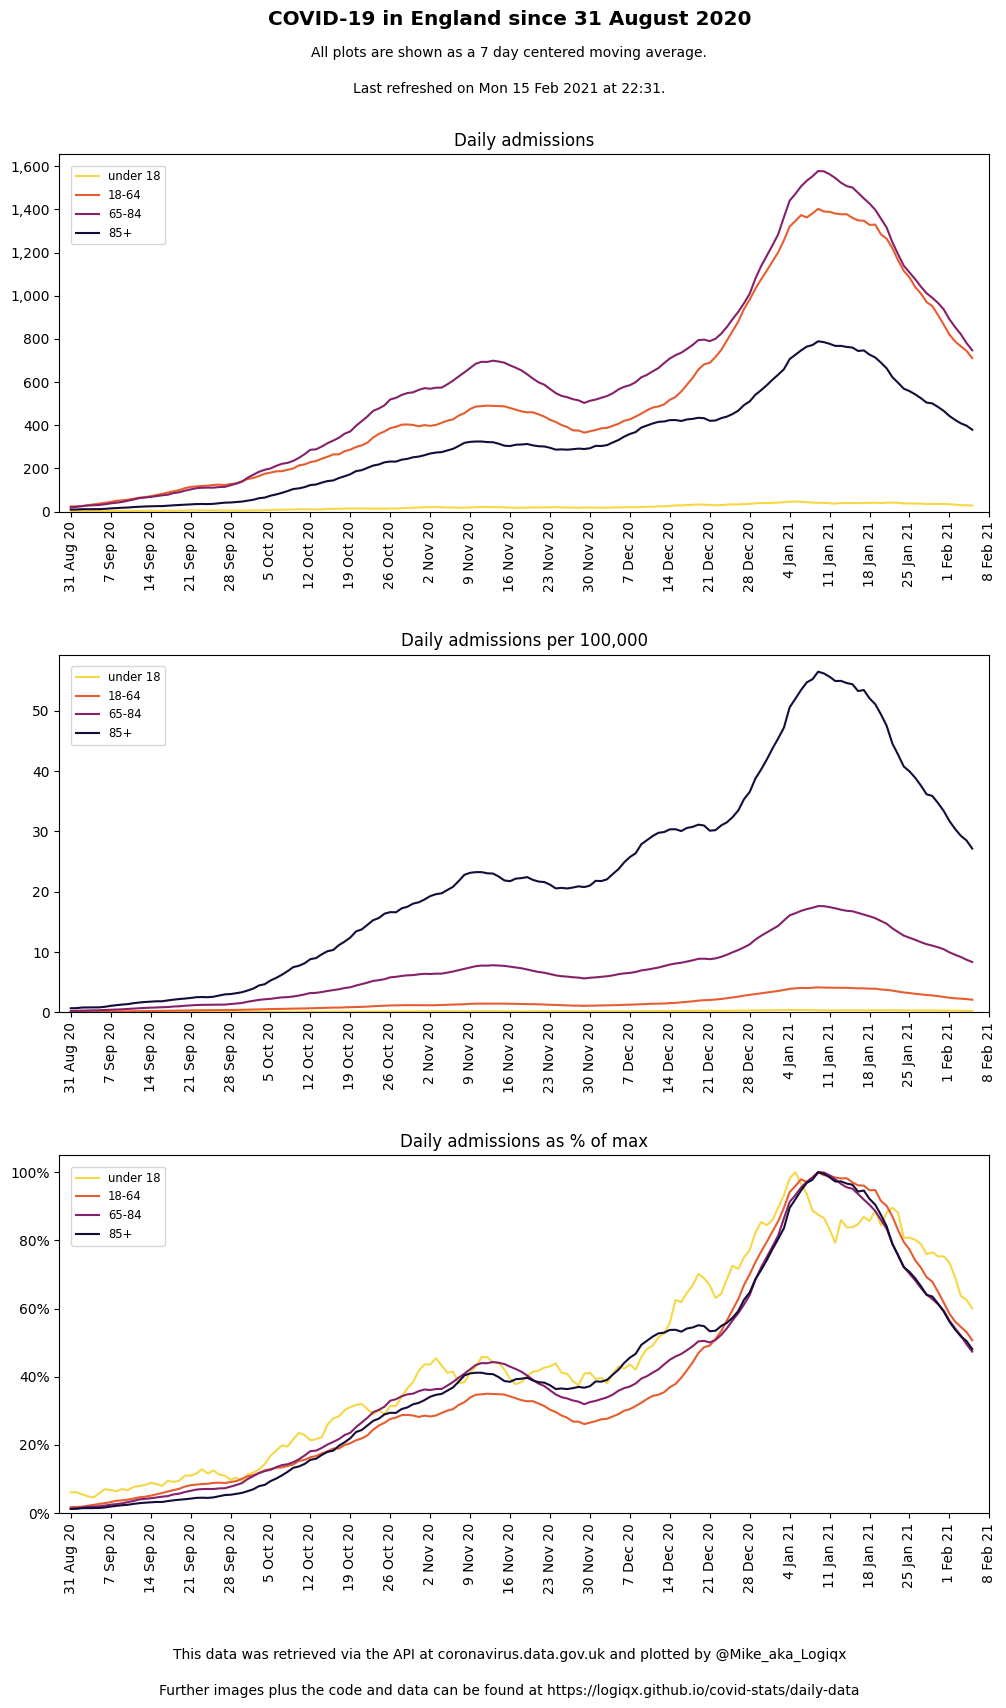 COVID-19 in England since 31 August 2020
All plots are shown as a 7 day centered moving average.
Last refreshed on Mon 15 Feb 2021 at 22:31.
Daily admissions
1,600
1,400
1,200
1,000
800
600
400
200
0
under 18
18-64
65-84
85+
31 Aug 20
7 Sep 20
14 Sep 20
21 Sep 20
28 Sep 20
5 Oct 20
12 Oct 20
19 Oct 20
26 Oct 20
2 Nov 20
9 Nov 20
16 Nov 20
23 Nov 20
30 Nov 20
7 Dec 20
14 Dec 20
21 Dec 20
28 Dec 20
4 Jan 21
11 Jan 21
18 Jan 21
25 Jan 21
1 Feb 21
8 Feb 21
Daily admissions per 100,000
50
40
30
20
10
0
under 18
18-64
65-84
85+
31 Aug 20
7 Sep 20
14 Sep 20
21 Sep 20
28 Sep 20
5 Oct 20
12 Oct 20
19 Oct 20
26 Oct 20
2 Nov 20
9 Nov 20
16 Nov 20
23 Nov 20
30 Nov 20
7 Dec 20
14 Dec 20
21 Dec 20
28 Dec 20
4 Jan 21
11 Jan 21
18 Jan 21
25 Jan 21
1 Feb 21
8 Feb 21
Daily admissions as % of max
100%
80%
60%
40%
20%
0%
under 18
18-64
65-84
85+
31 Aug 20
7 Sep 20
14 Sep 20
21 Sep 20
28 Sep 20
5 Oct 20
12 Oct 20
19 Oct 20
26 Oct 20
2 Nov 20
9 Nov 20
16 Nov 20
23 Nov 20
30 Nov 20
7 Dec 20
14 Dec 20
21 Dec 20
28 Dec 20
4 Jan 21
11 Jan 21
18 Jan 21
25 Jan 21
1 Feb 21
8 Feb 21
This data was retrieved via the API at coronavirus.data.gov.uk and plotted by @Mike_aka_Logiqx
Further images plus the code and data can be found at https://logiqx.github.io/covid-stats/daily-data